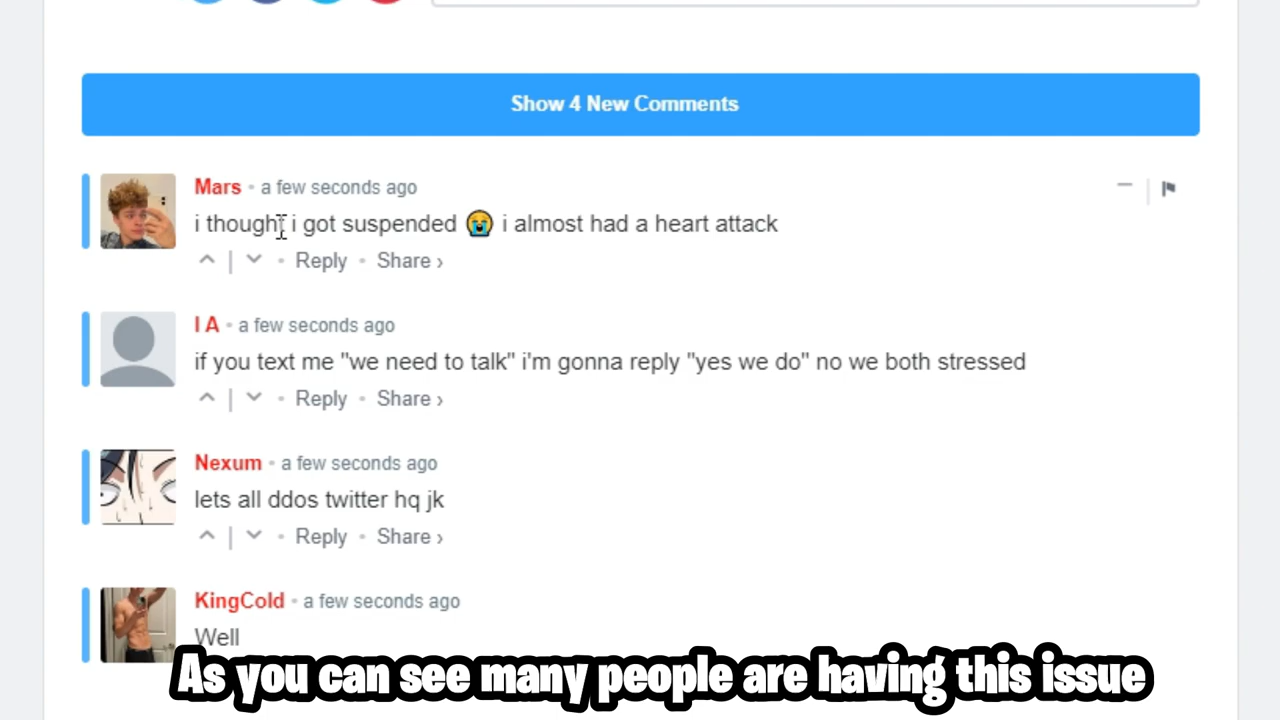 Show 4 New Comments
Mars • a few seconds ago
i thought i got suspended 😭 i almost had a heart attack
Reply • Share ›
I A • a few seconds ago
if you text me "we need to talk" i'm gonna reply "yes we do" no we both stressed
Reply • Share ›
Nexum • a few seconds ago
lets all ddos twitter hq jk
Reply • Share ›
KingCold • a few seconds ago
Well
As you can see many people are having this issue